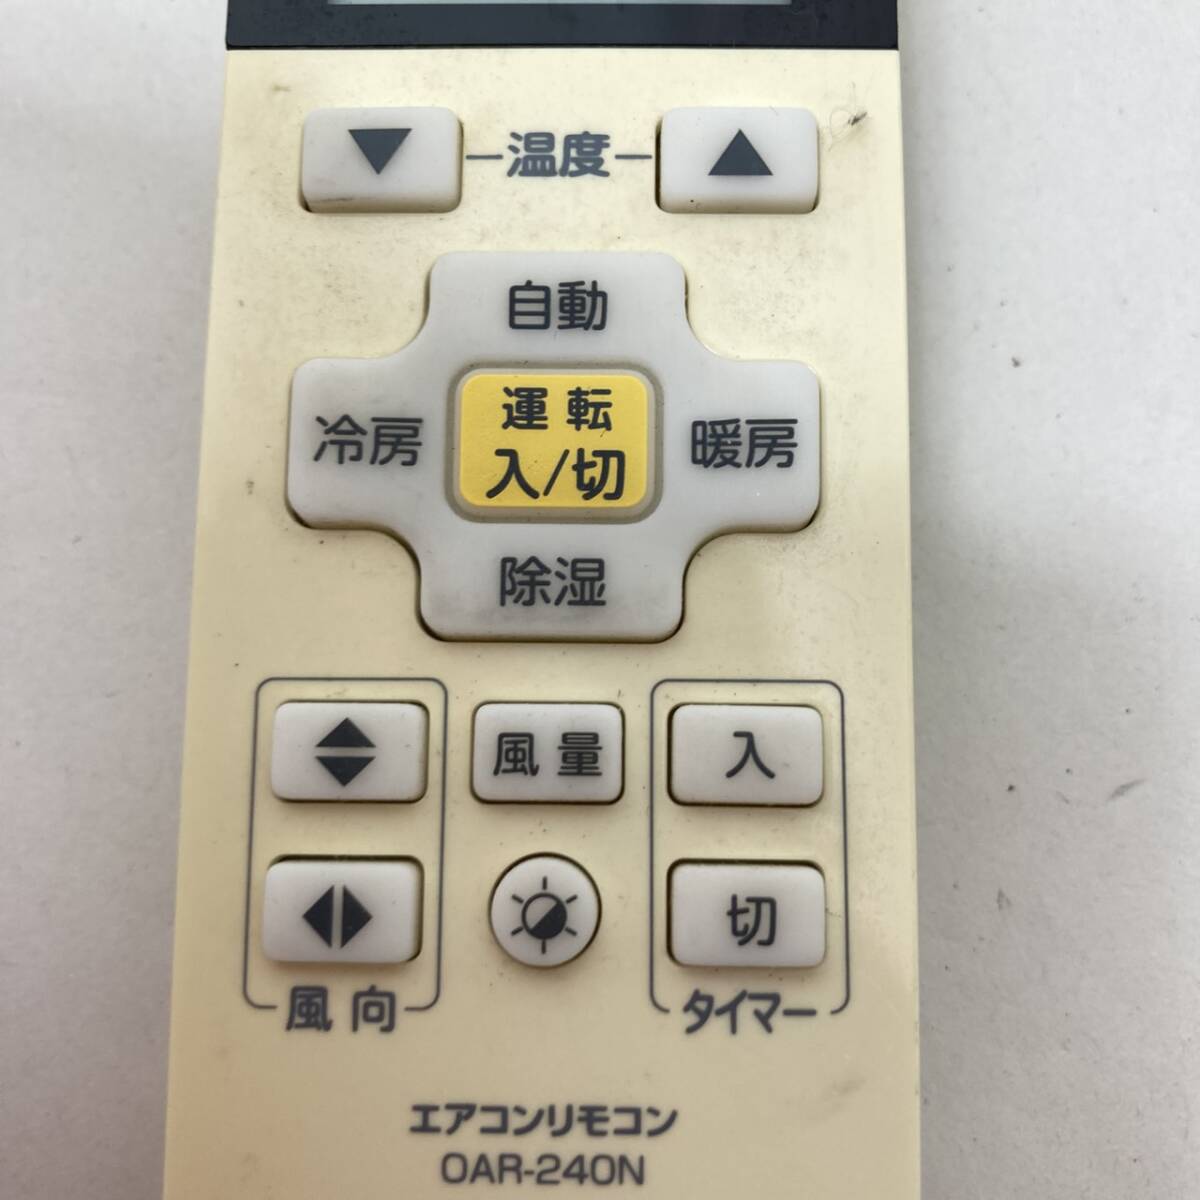 温度
自動
冷房
運転
入/切
暖房
除湿
風量
入
切
風向
タイマー
エアコンリモコン
OAR-240N